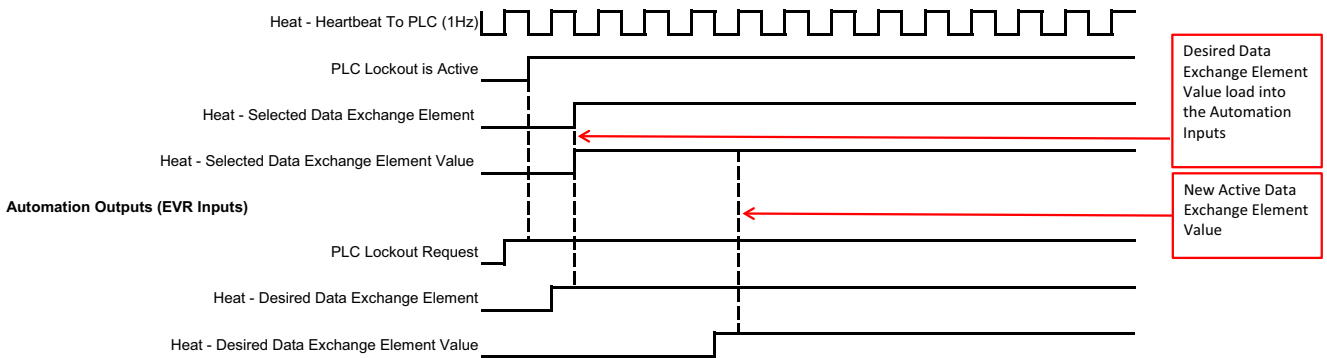 Heat - Heartbeat To PLC (1Hz)
PLC Lockout is Active
Heat - Selected Data Exchange Element
Heat - Selected Data Exchange Element Value
Automation Outputs (EVR Inputs)
PLC Lockout Request
Heat - Desired Data Exchange Element
Heat - Desired Data Exchange Element Value
Desired Data
Exchange Element
Value load into
the Automation
Inputs
New Active Data
Exchange Element
Value